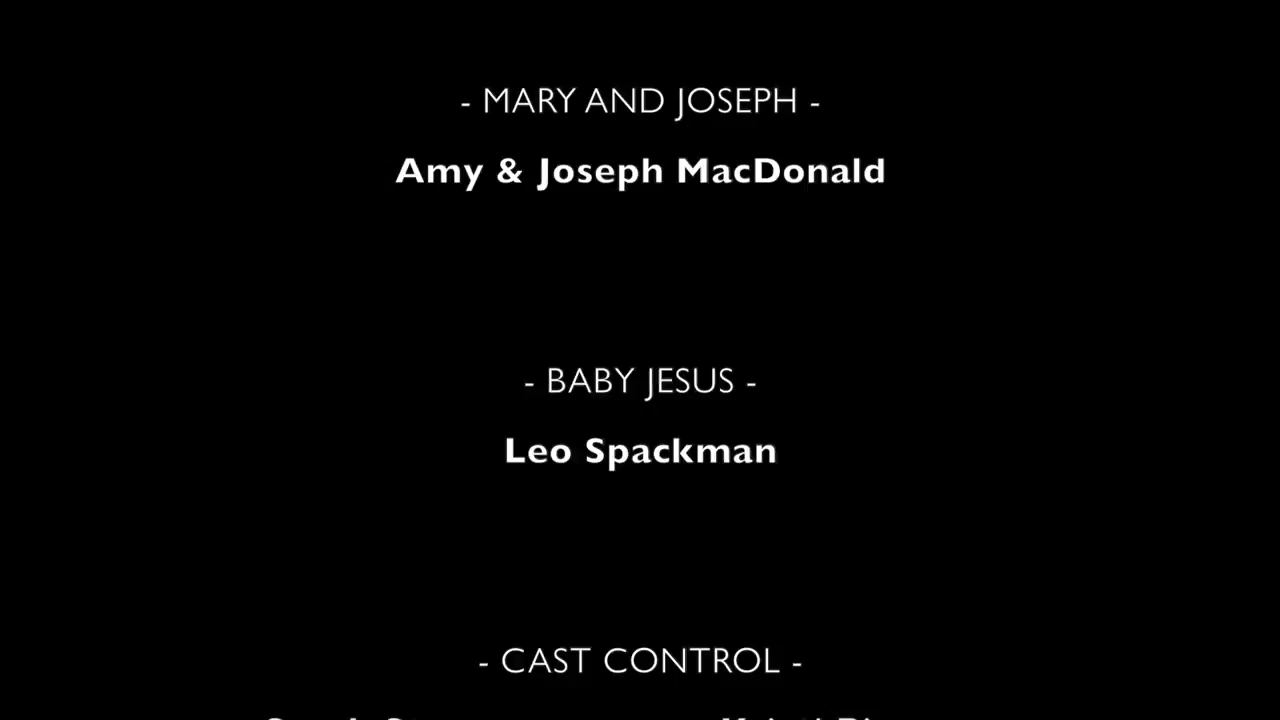 - MARY AND JOSEPH -
Amy & Joseph MacDonald
- BABY JESUS -
Leo Spackman
- CAST CONTROL -